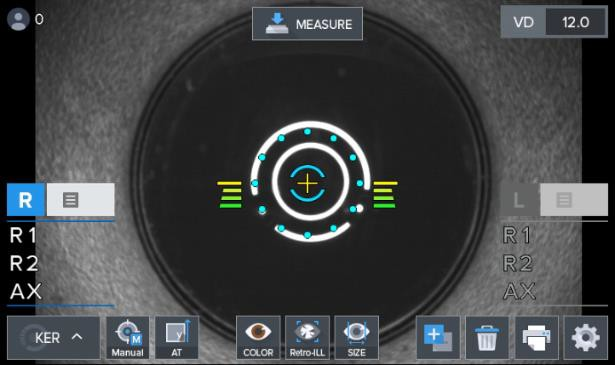 0
MEASURE
VD 12.0
R
L
R1
R2
AX
R1
R2
AX
KER
M
Manual
y
AT
COLOR
Retro-ILL
SIZE